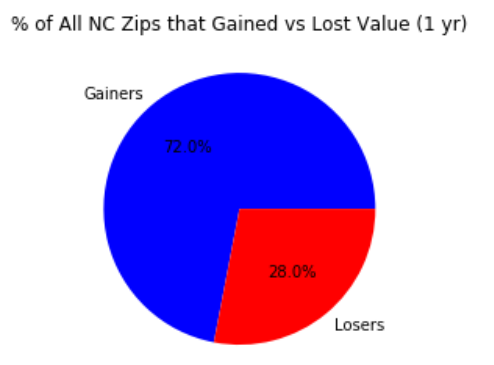 % of All NC Zips that Gained vs Lost Value (1 yr)
Gainers
72.0%
28.0%
Losers